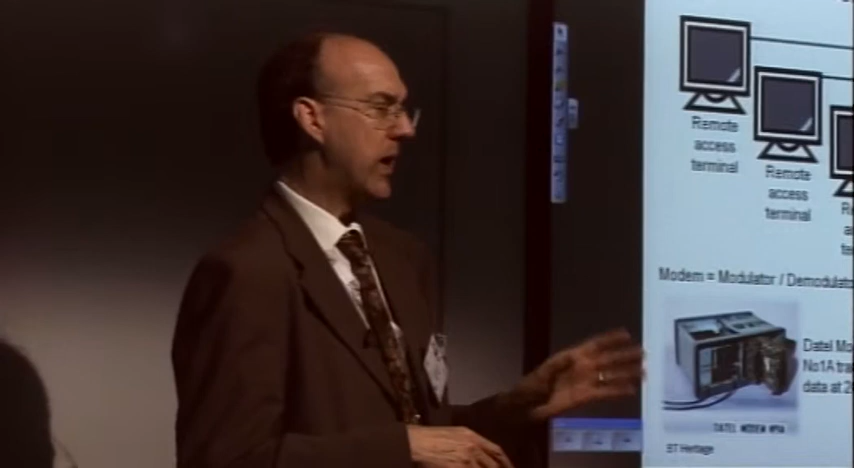 Remote
access
terminal
Remote
access
terminal
Modem = Modulator / Demodulato
Datel Mo
No1A tra
data at 2
DATEL MODEM Nº1A
BT Heritage